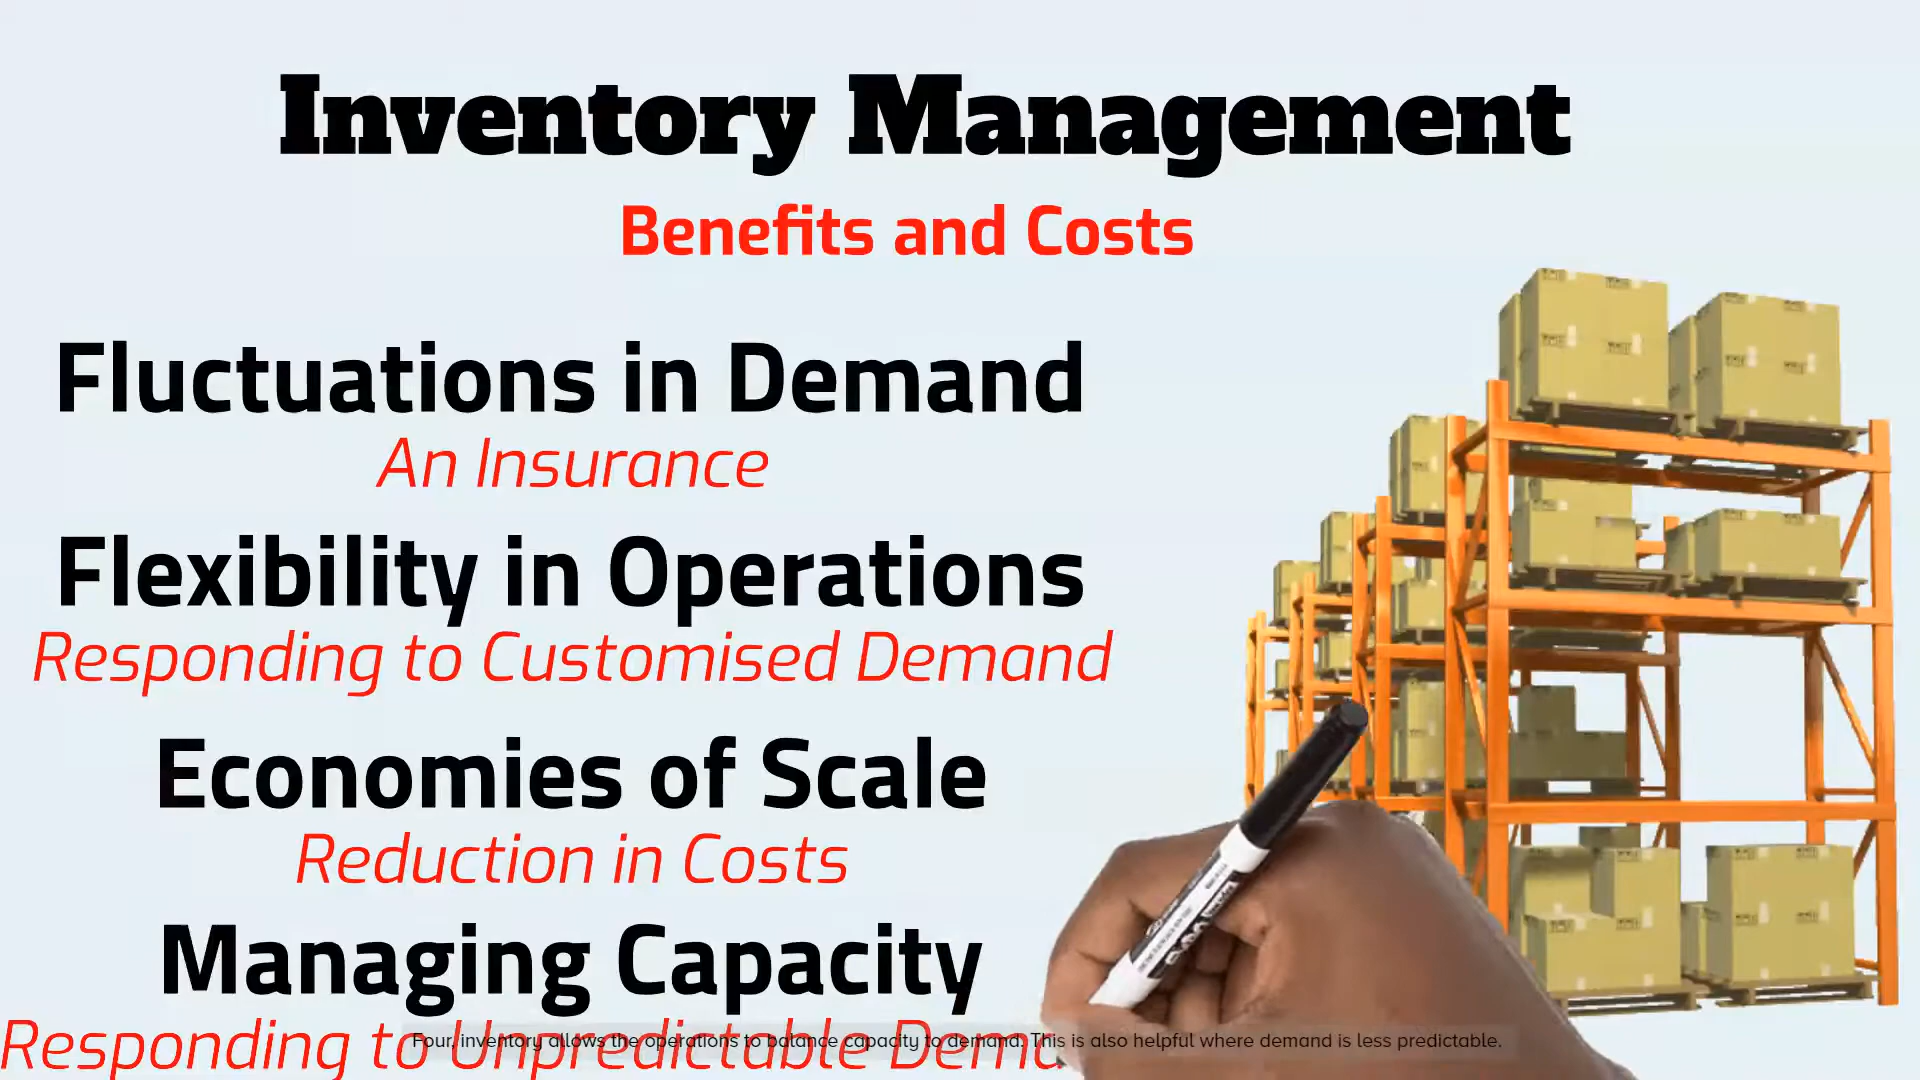 Inventory Management
Benefits and Costs
Fluctuations in Demand
An Insurance
Flexibility in Operations
Responding to Customised Demand
Economies of Scale
Reduction in Costs
Managing Capacity
Responding to Unpredictable Dema
Four, inventory allows the operations to balance capacity to demand. This is also helpful where demand is less predictable.